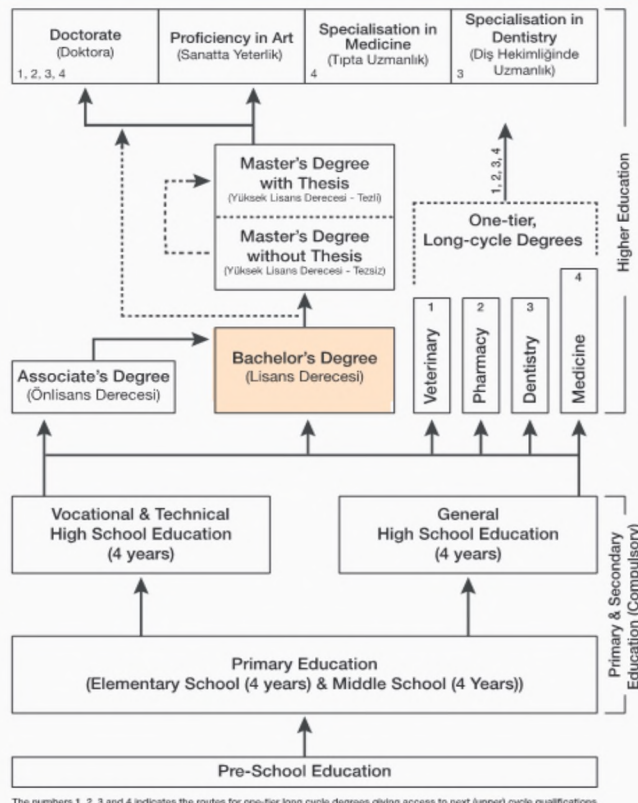 Doctorate
(Doktora)
1, 2, 3, 4
Proficiency in Art
(Sanatta Yeterlik)
Specialisation in
Medicine
(Tıpta Uzmanlık)
4
Specialisation in
Dentistry
(Diş Hekimliğinde
Uzmanlık)
3
Master's Degree
with Thesis
(Yüksek Lisans Derecesi - Tezli)
Master's Degree
without Thesis
(Yüksek Lisans Derecesi - Tezsiz)
1, 2, 3, 4
One-tier,
Long-cycle Degrees
Higher Education
Associate's Degree
(Önlisans Derecesi)
Bachelor's Degree
(Lisans Derecesi)
1
Veterinary
2
Pharmacy
3
Dentistry
4
Medicine
Vocational & Technical
High School Education
(4 years)
General
High School Education
(4 years)
Primary & Secondary
Education (Compulsory)
Primary Education
(Elementary School (4 years) & Middle School (4 Years))
Pre-School Education
The numbers 1, 2, 3 and 4 indicates the routes for one-tier long cycle degrees giving access to next (upper) cycle qualifications